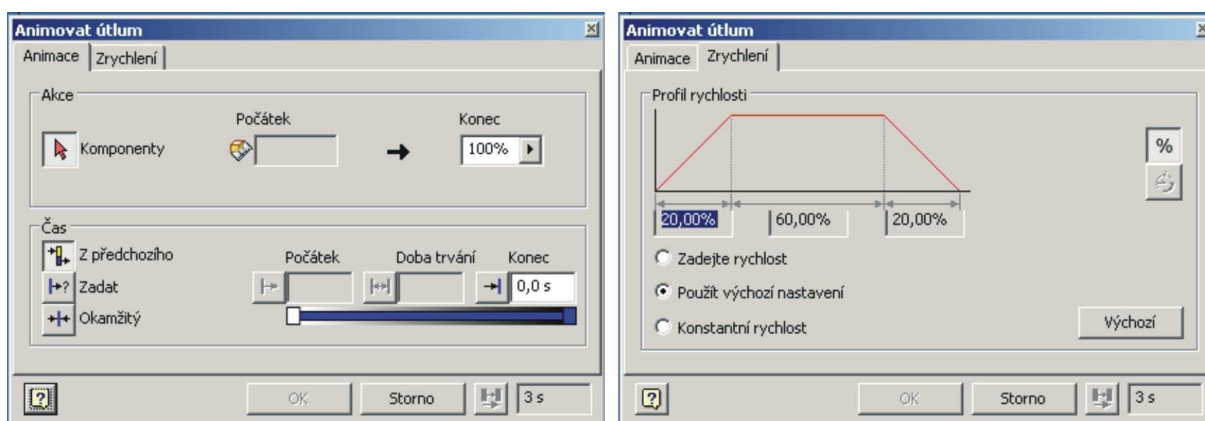 Animovat útlum
Animace Zrychlení
Akce
Počátek Konec
Komponenty 100%
Čas
Z předchozího Počátek Doba trvání Konec
Zadat 0,0 s
Okamžitý
OK Storno 3 s
Animovat útlum
Animace Zrychlení
Profil rychlosti
%
20,00% 60,00% 20,00%
Zadejte rychlost
Použít výchozí nastavení
Konstantní rychlost Výchozí
OK Storno 3 s